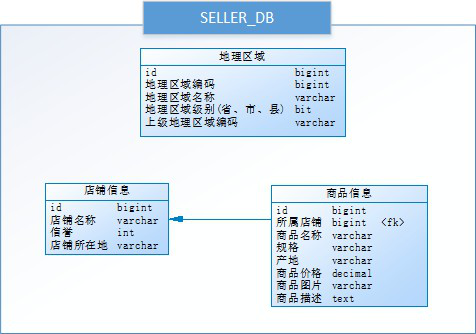 SELLER_DB
地理区域
id bigint
地理区域编码 bigint
地理区域名称 varchar
地理区域级别(省、市、县) bit
上级地理区域编码 varchar
店铺信息
id bigint
店铺名称 varchar
信誉 int
店铺所在地 varchar
商品信息
id bigint
所属店铺 bigint <fk>
商品名称 varchar
规格 varchar
产地 varchar
商品价格 decimal
商品图片 varchar
商品描述 text